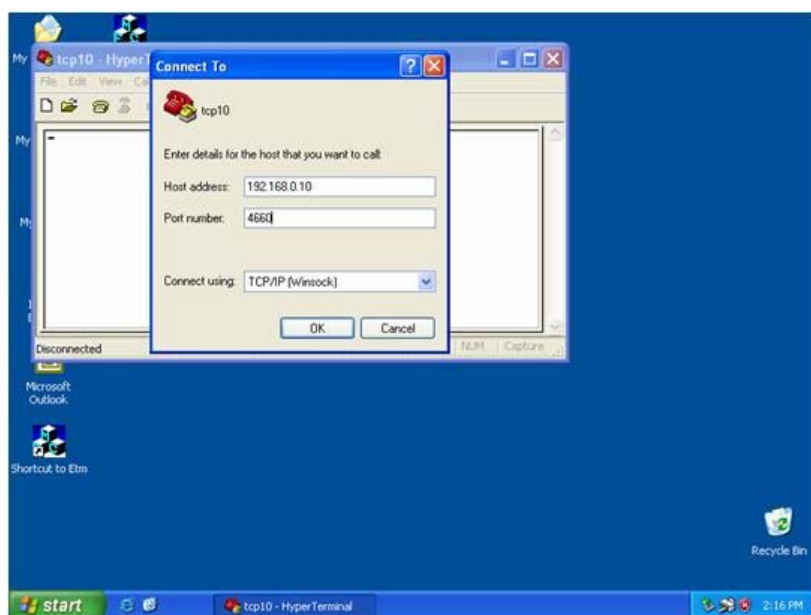 My
tcp10 - HyperT
File Edit View Ca
My
My
Disconnected
NUM
Capture
Connect To
tcp10
Enter details for the host that you want to call:
Host address: 192.168.0.10
Port number: 4660
Connect using: TCP/IP (Winsock)
OK
Cancel
Microsoft
Outlook
Shortcut to Etm
Recycle Bin
start
tcp10 - HyperTerminal
2:16 PM